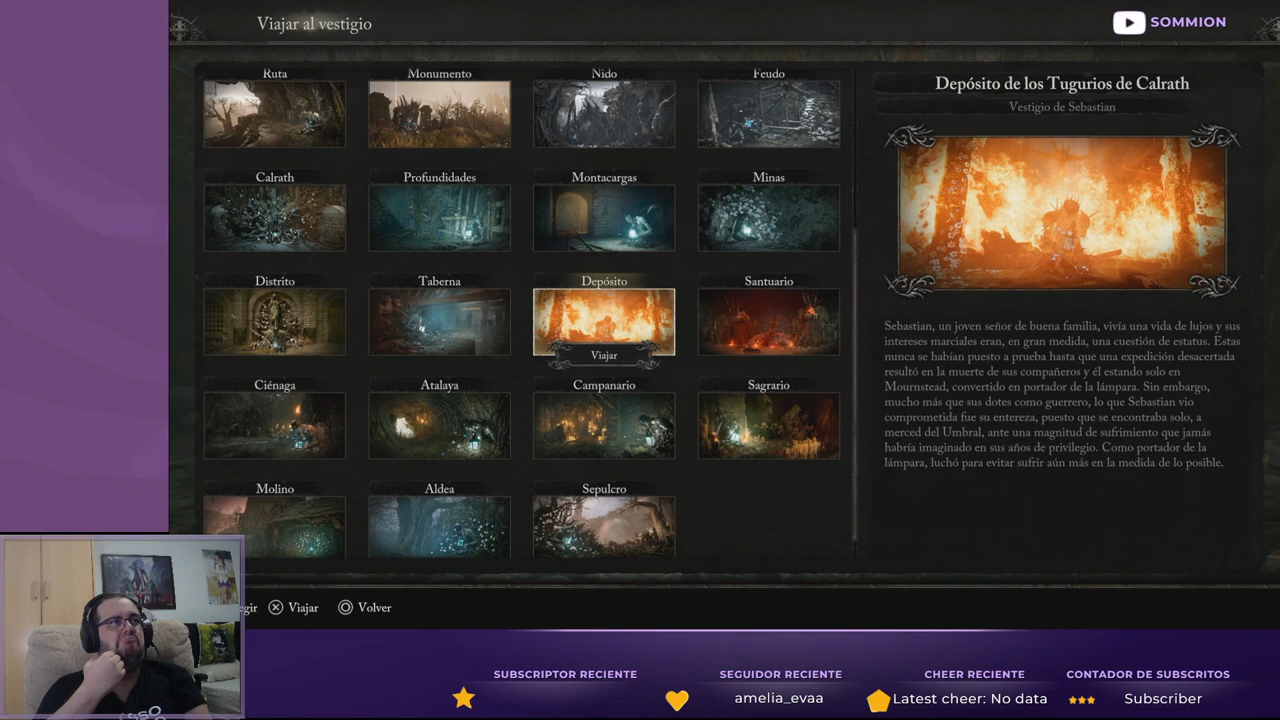 Viajar al vestigio
SOMMION
Ruta
Monumento
Nido
Feudo
Calrath
Profundidades
Montacargas
Minas
Distrito
Taberna
Depósito
Santuario
Viajar
Ciénaga
Atalaya
Campanario
Sagrario
Molino
Aldea
Sepulcro
Depósito de los Tugurios de Calrath
Vestigio de Sebastian
Sebastian, un joven señor de buena familia, vivía una vida de lujos y sus
intereses marciales eran, en gran medida, una cuestión de estatus. Estas
nunca se habían puesto a prueba hasta que una expedición desacertada
resultó en la muerte de sus compañeros y él estando solo en
Mournstead, convertido en portador de la lámpara. Sin embargo,
mucho más que sus dotes como guerrero, lo que Sebastian vio
comprometida fue su entereza, puesto que se encontraba solo, a
merced del Umbral, ante una magnitud de sufrimiento que jamás
habría imaginado en sus años de privilegio. Como portador de la
lámpara, luchó para evitar sufrir aún más en la medida de lo posible.
Viajar
Volver
SUBSCRIPTOR RECIENTE
SEGUIDOR RECIENTE
amelia_evaa
CHEER RECIENTE
Latest cheer: No data
CONTADOR DE SUBSCRITOS
Subscriber